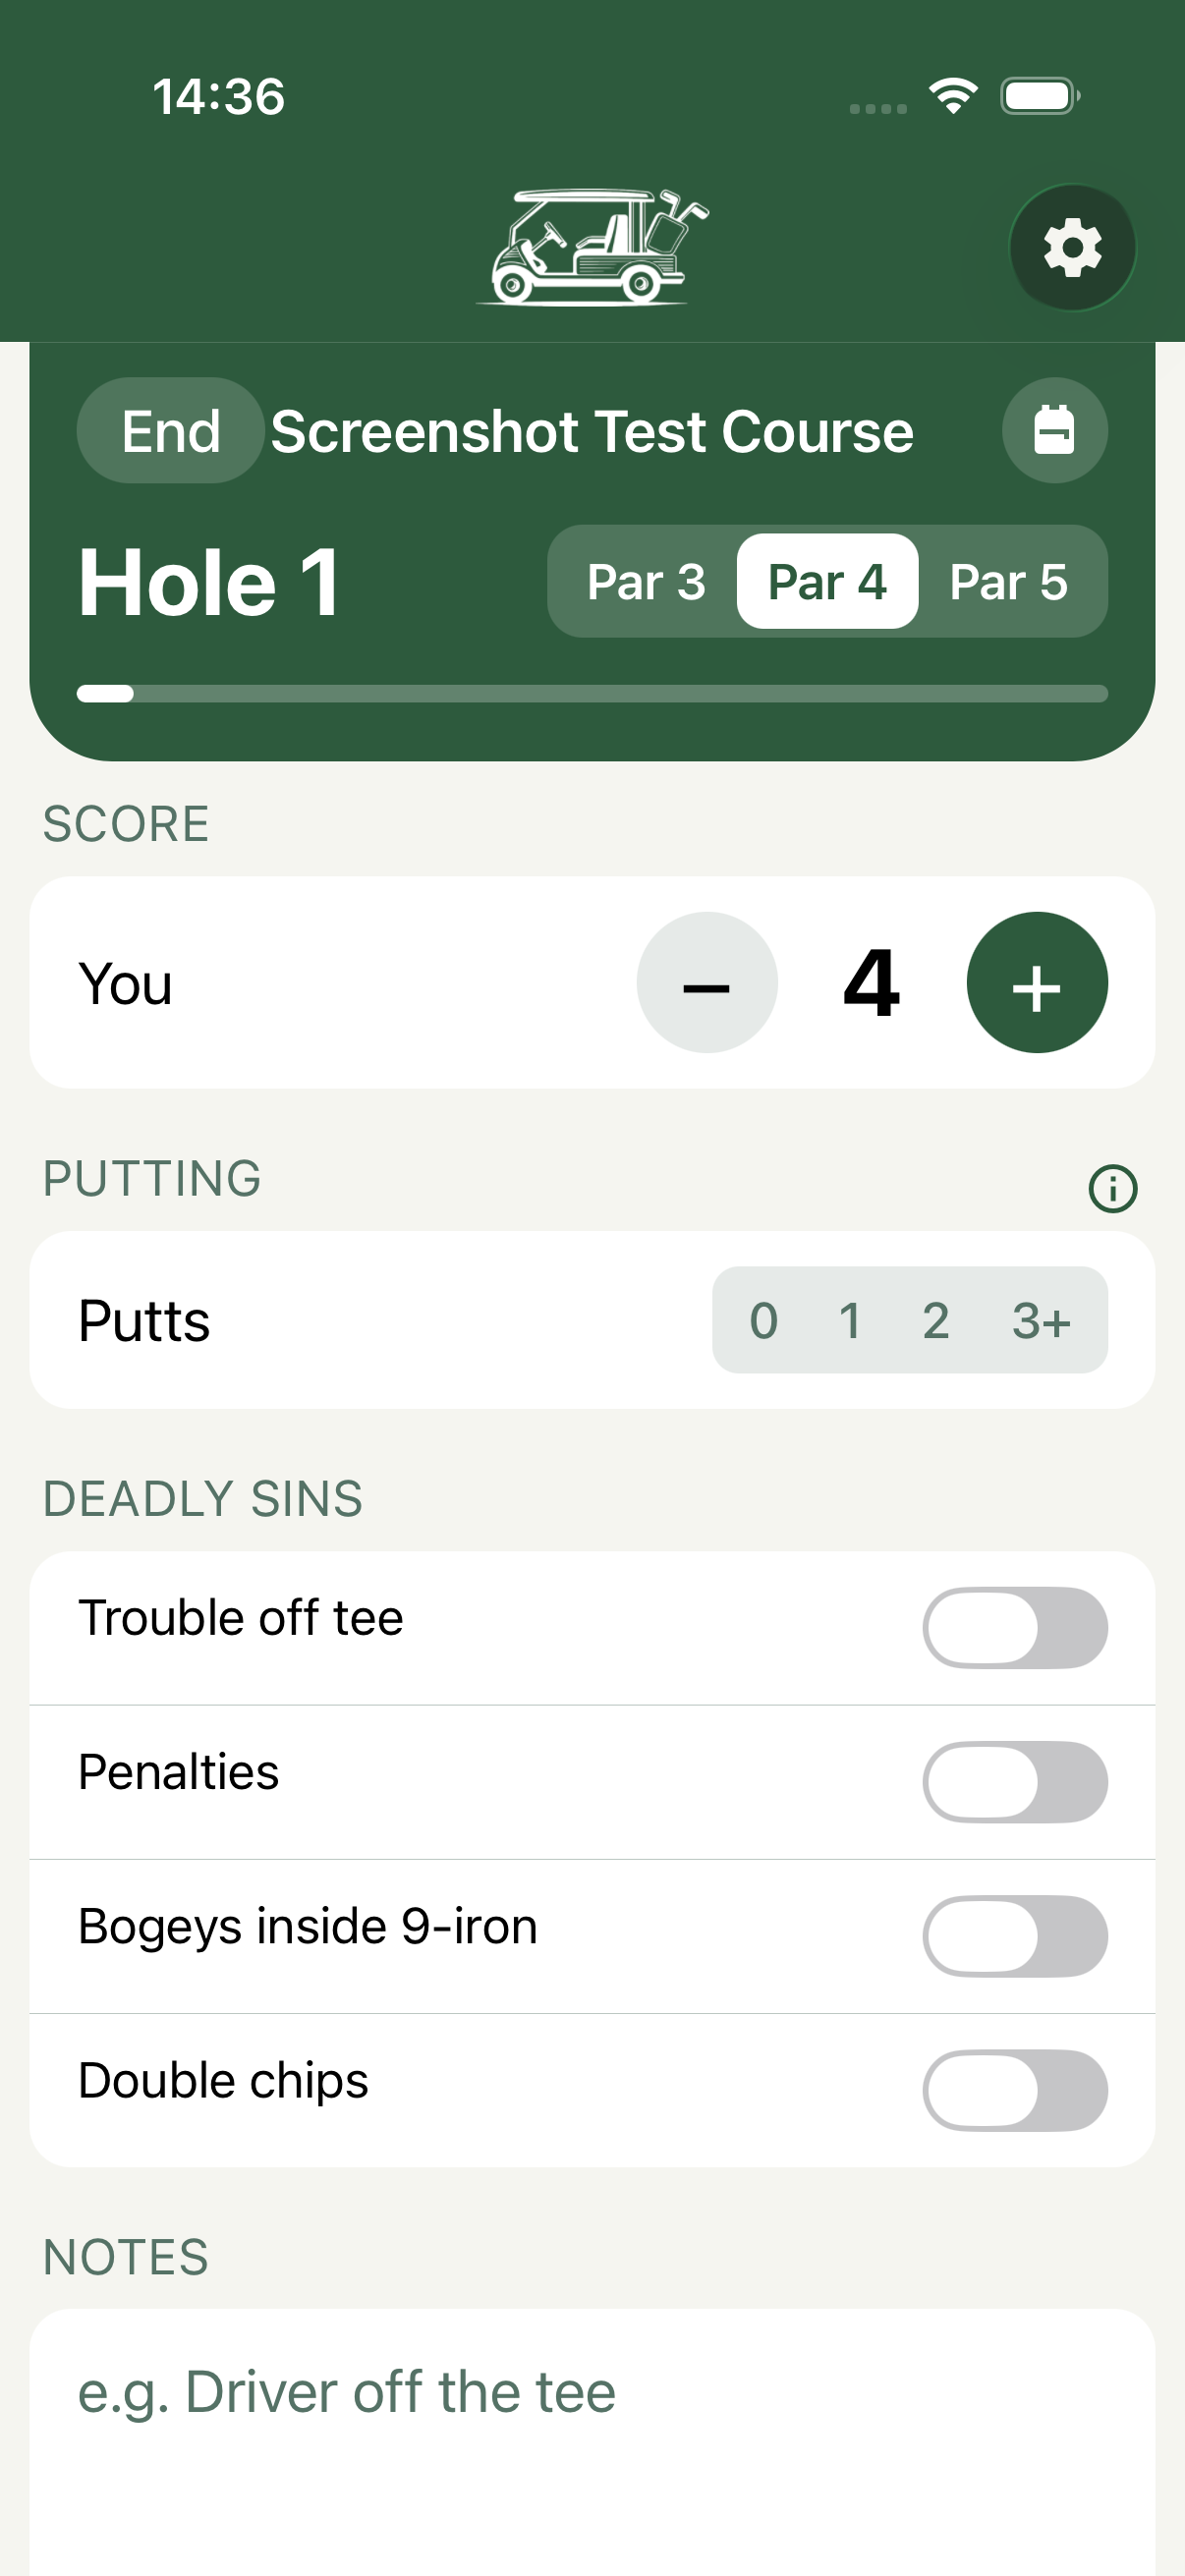 14:36
End Screenshot Test Course
Hole 1 Par 3 Par 4 Par 5
SCORE
You − 4 +
PUTTING
Putts 0 1 2 3+
DEADLY SINS
Trouble off tee
Penalties
Bogeys inside 9-iron
Double chips
NOTES
e.g. Driver off the tee